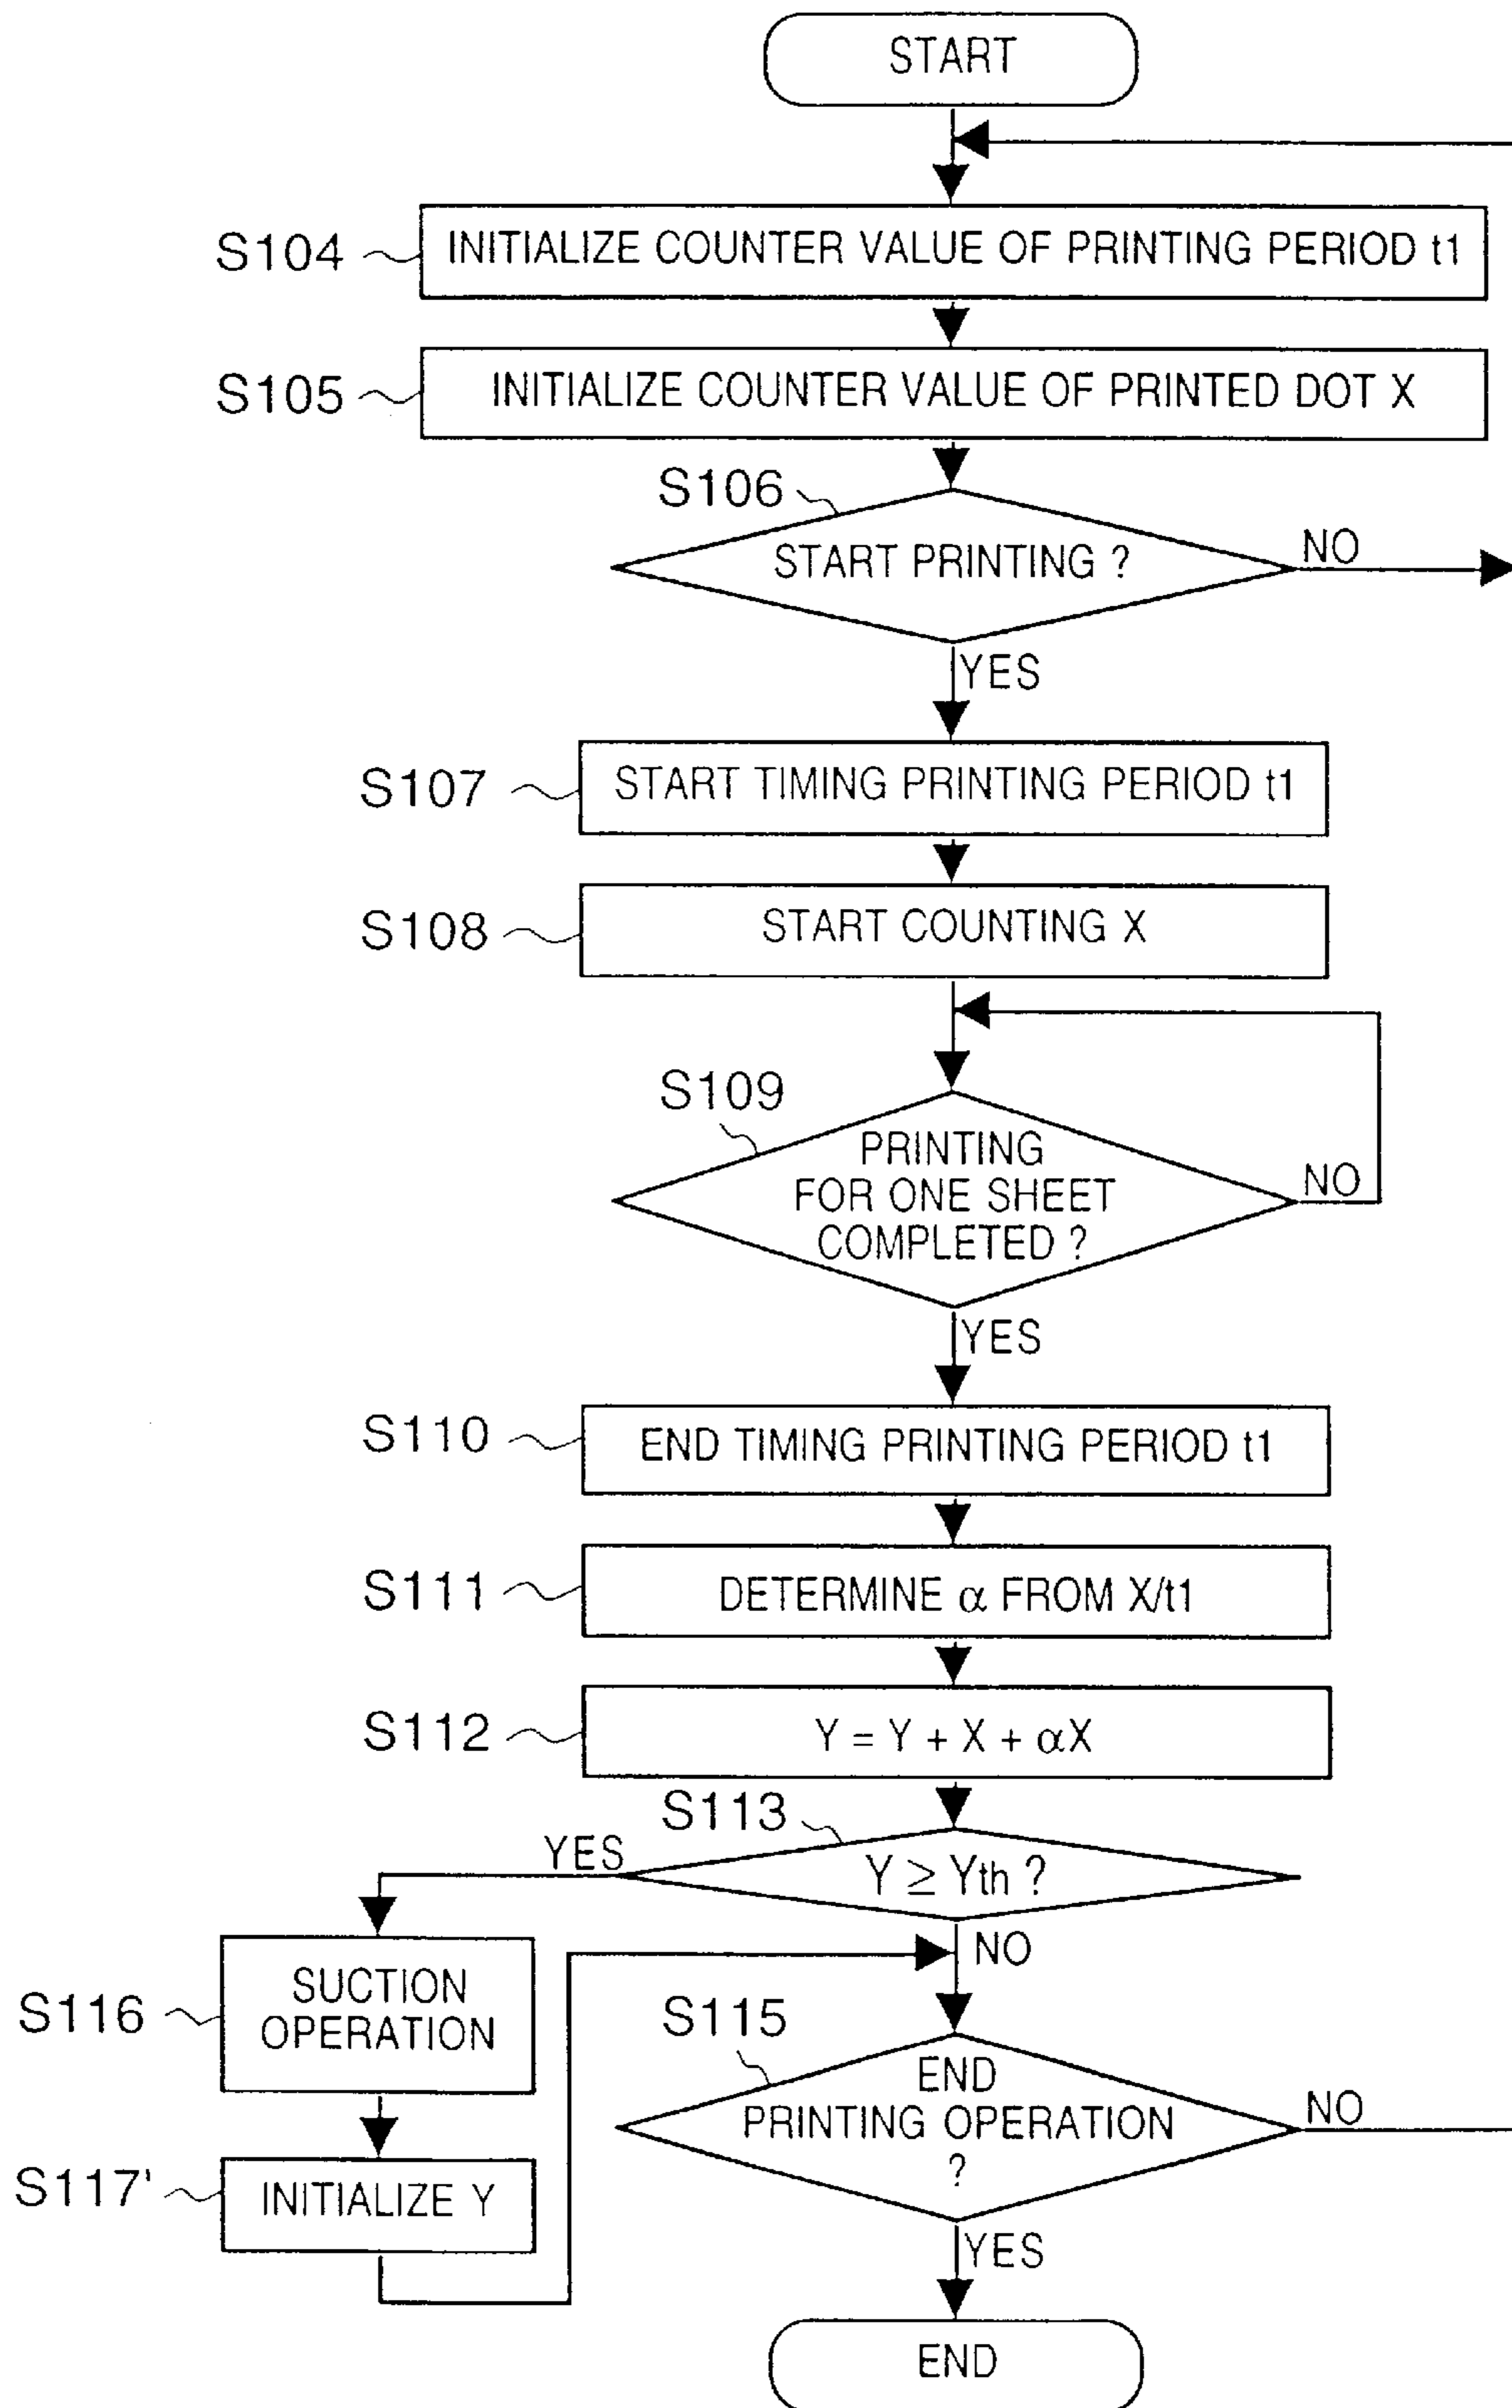 START
S104
INITIALIZE COUNTER VALUE OF PRINTING PERIOD t1
S105
INITIALIZE COUNTER VALUE OF PRINTED DOT X
S106
START PRINTING ?
NO
YES
S107
START TIMING PRINTING PERIOD t1
S108
START COUNTING X
S109
PRINTING
FOR ONE SHEET
COMPLETED ?
NO
YES
S110
END TIMING PRINTING PERIOD t1
S111
DETERMINE α FROM X/t1
S112
Y = Y + X + αX
S113
YES
Y ≥ Yth ?
NO
S116
SUCTION
OPERATION
S115
END
PRINTING OPERATION
?
NO
S117'
INITIALIZE Y
YES
END